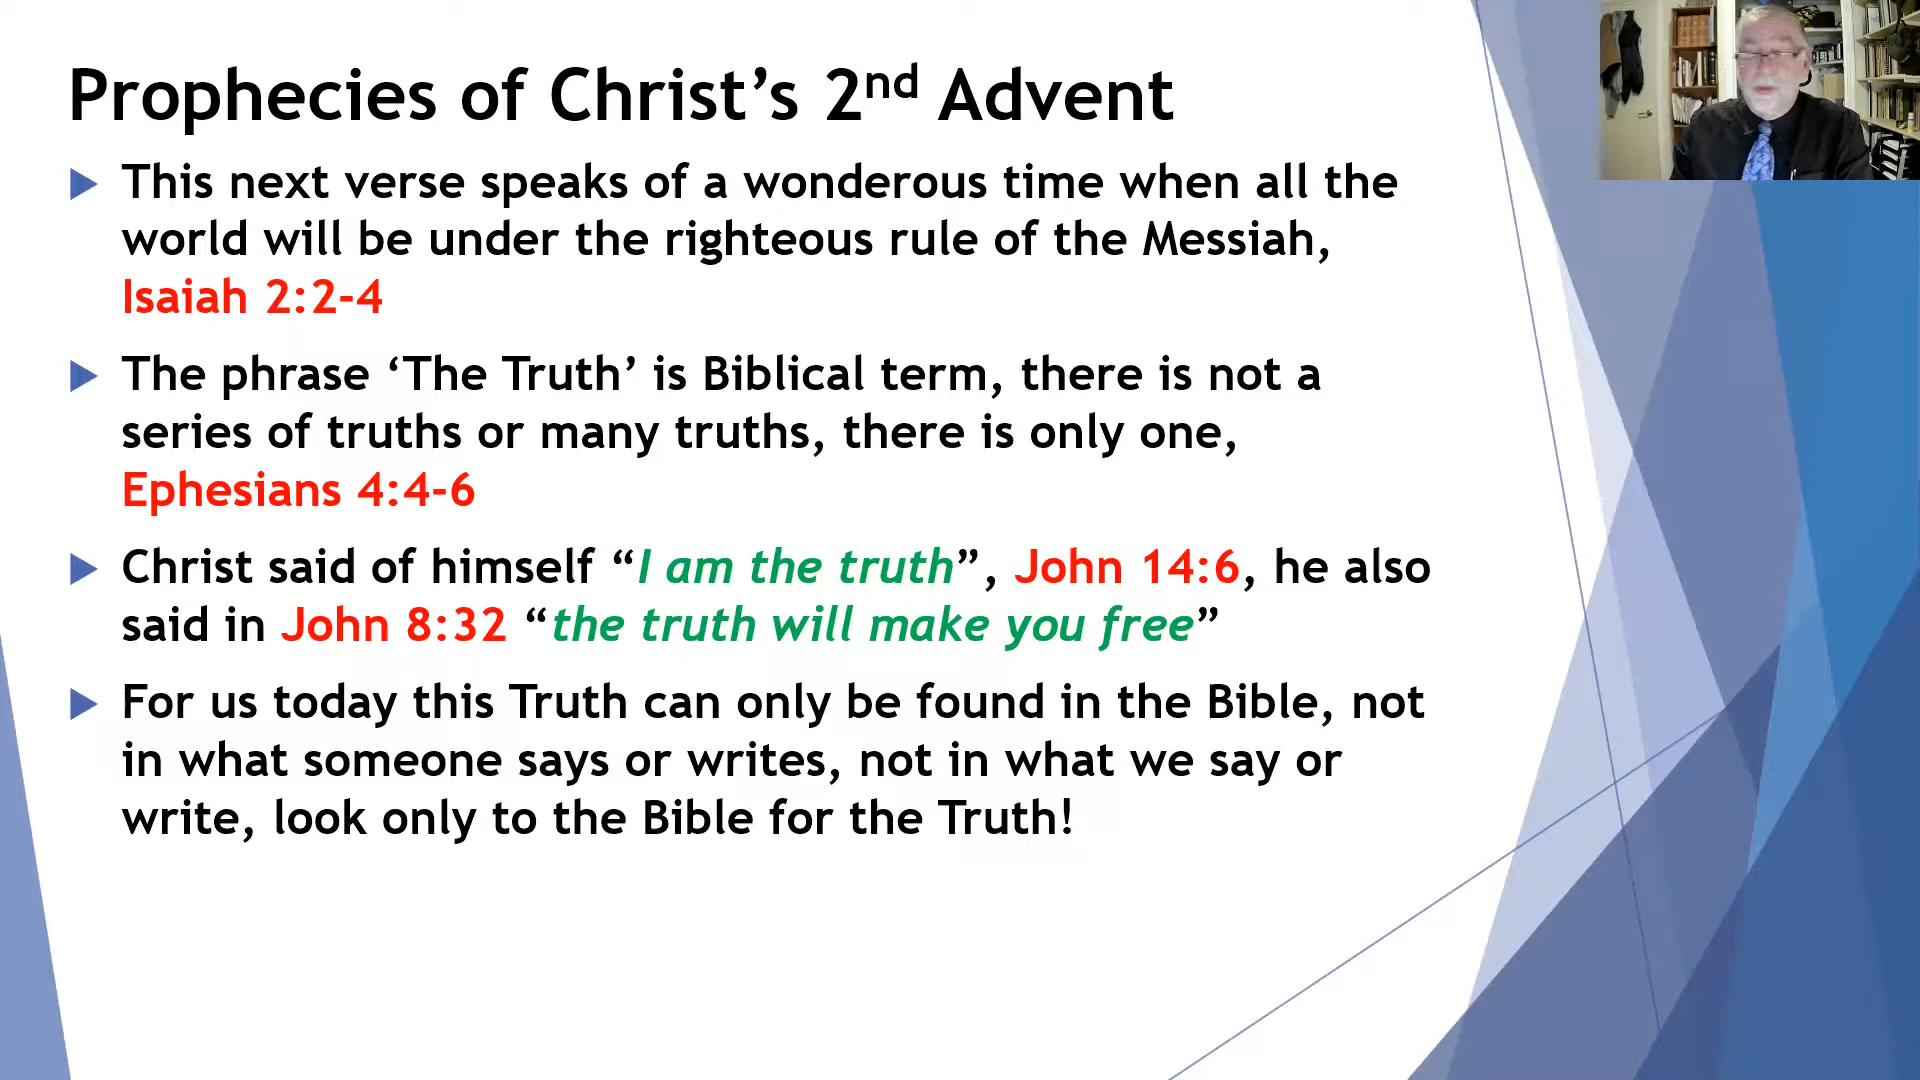 Prophecies of Christ’s 2nd Advent
This next verse speaks of a wonderous time when all the
world will be under the righteous rule of the Messiah,
Isaiah 2:2-4
The phrase ‘The Truth’ is Biblical term, there is not a
series of truths or many truths, there is only one,
Ephesians 4:4-6
Christ said of himself “I am the truth”, John 14:6, he also
said in John 8:32 “the truth will make you free”
For us today this Truth can only be found in the Bible, not
in what someone says or writes, not in what we say or
write, look only to the Bible for the Truth!